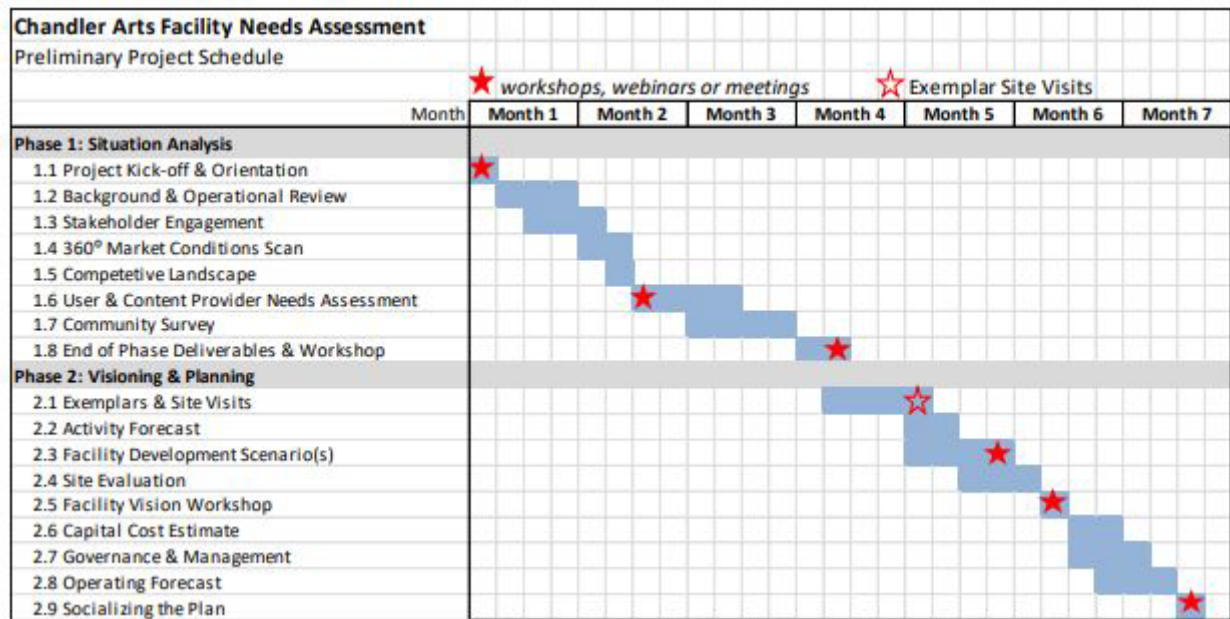 Chandler Arts Facility Needs Assessment
Preliminary Project Schedule
workshops, webinars or meetings Exemplar Site Visits
Month Month 1 Month 2 Month 3 Month 4 Month 5 Month 6 Month 7
Phase 1: Situation Analysis
1.1 Project Kick-off & Orientation
1.2 Background & Operational Review
1.3 Stakeholder Engagement
1.4 360º Market Conditions Scan
1.5 Competetive Landscape
1.6 User & Content Provider Needs Assessment
1.7 Community Survey
1.8 End of Phase Deliverables & Workshop
Phase 2: Visioning & Planning
2.1 Exemplars & Site Visits
2.2 Activity Forecast
2.3 Facility Development Scenario(s)
2.4 Site Evaluation
2.5 Facility Vision Workshop
2.6 Capital Cost Estimate
2.7 Governance & Management
2.8 Operating Forecast
2.9 Socializing the Plan